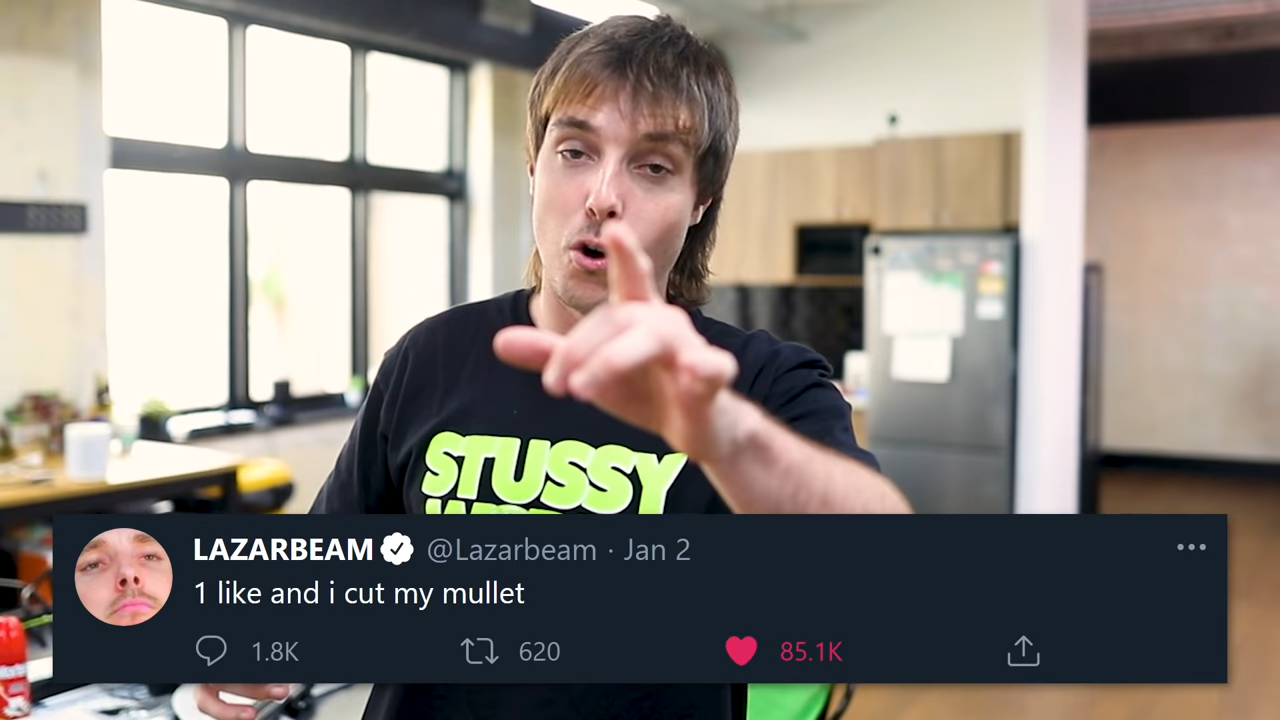 STUSSY
LAZARBEAM @Lazarbeam · Jan 2
1 like and i cut my mullet
1.8K 620 85.1K